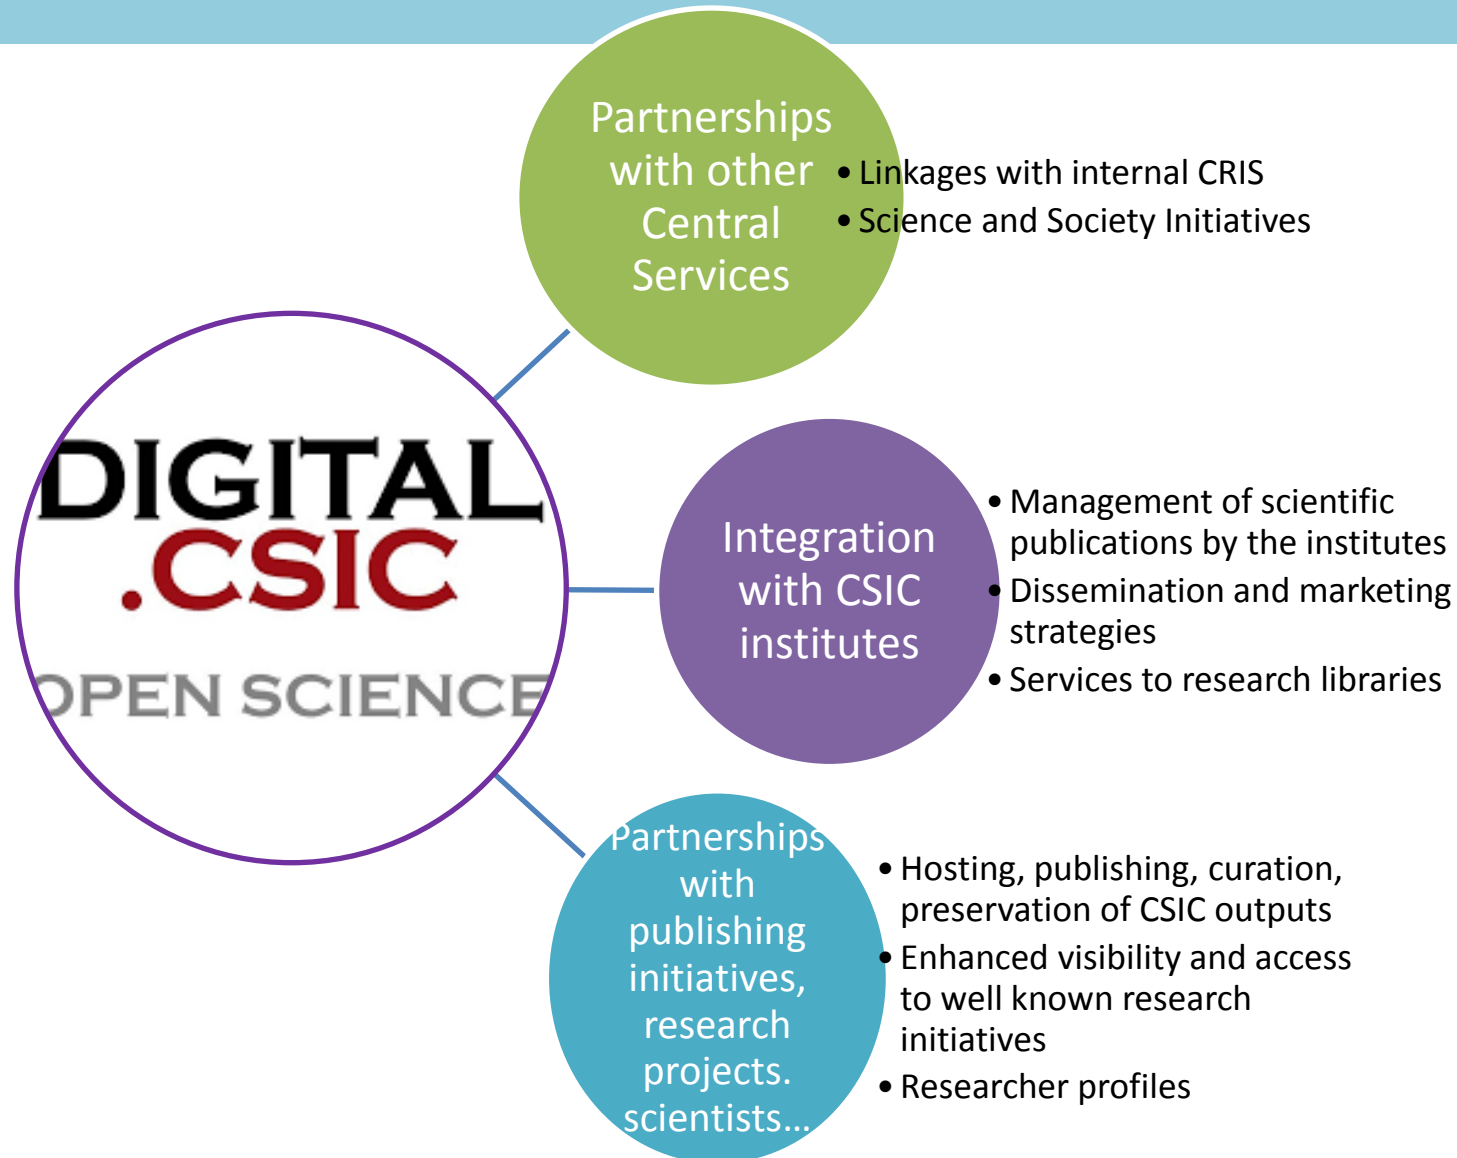 Partnerships
with other
Central
Services
• Linkages with internal CRIS
• Science and Society Initiatives
DIGITAL
.CSIC
OPEN SCIENCE
Integration
with CSIC
institutes
• Management of scientific
publications by the institutes
• Dissemination and marketing
strategies
• Services to research libraries
Partnerships
with
publishing
initiatives,
research
projects.
scientists...
• Hosting, publishing, curation,
preservation of CSIC outputs
• Enhanced visibility and access
to well known research
initiatives
• Researcher profiles